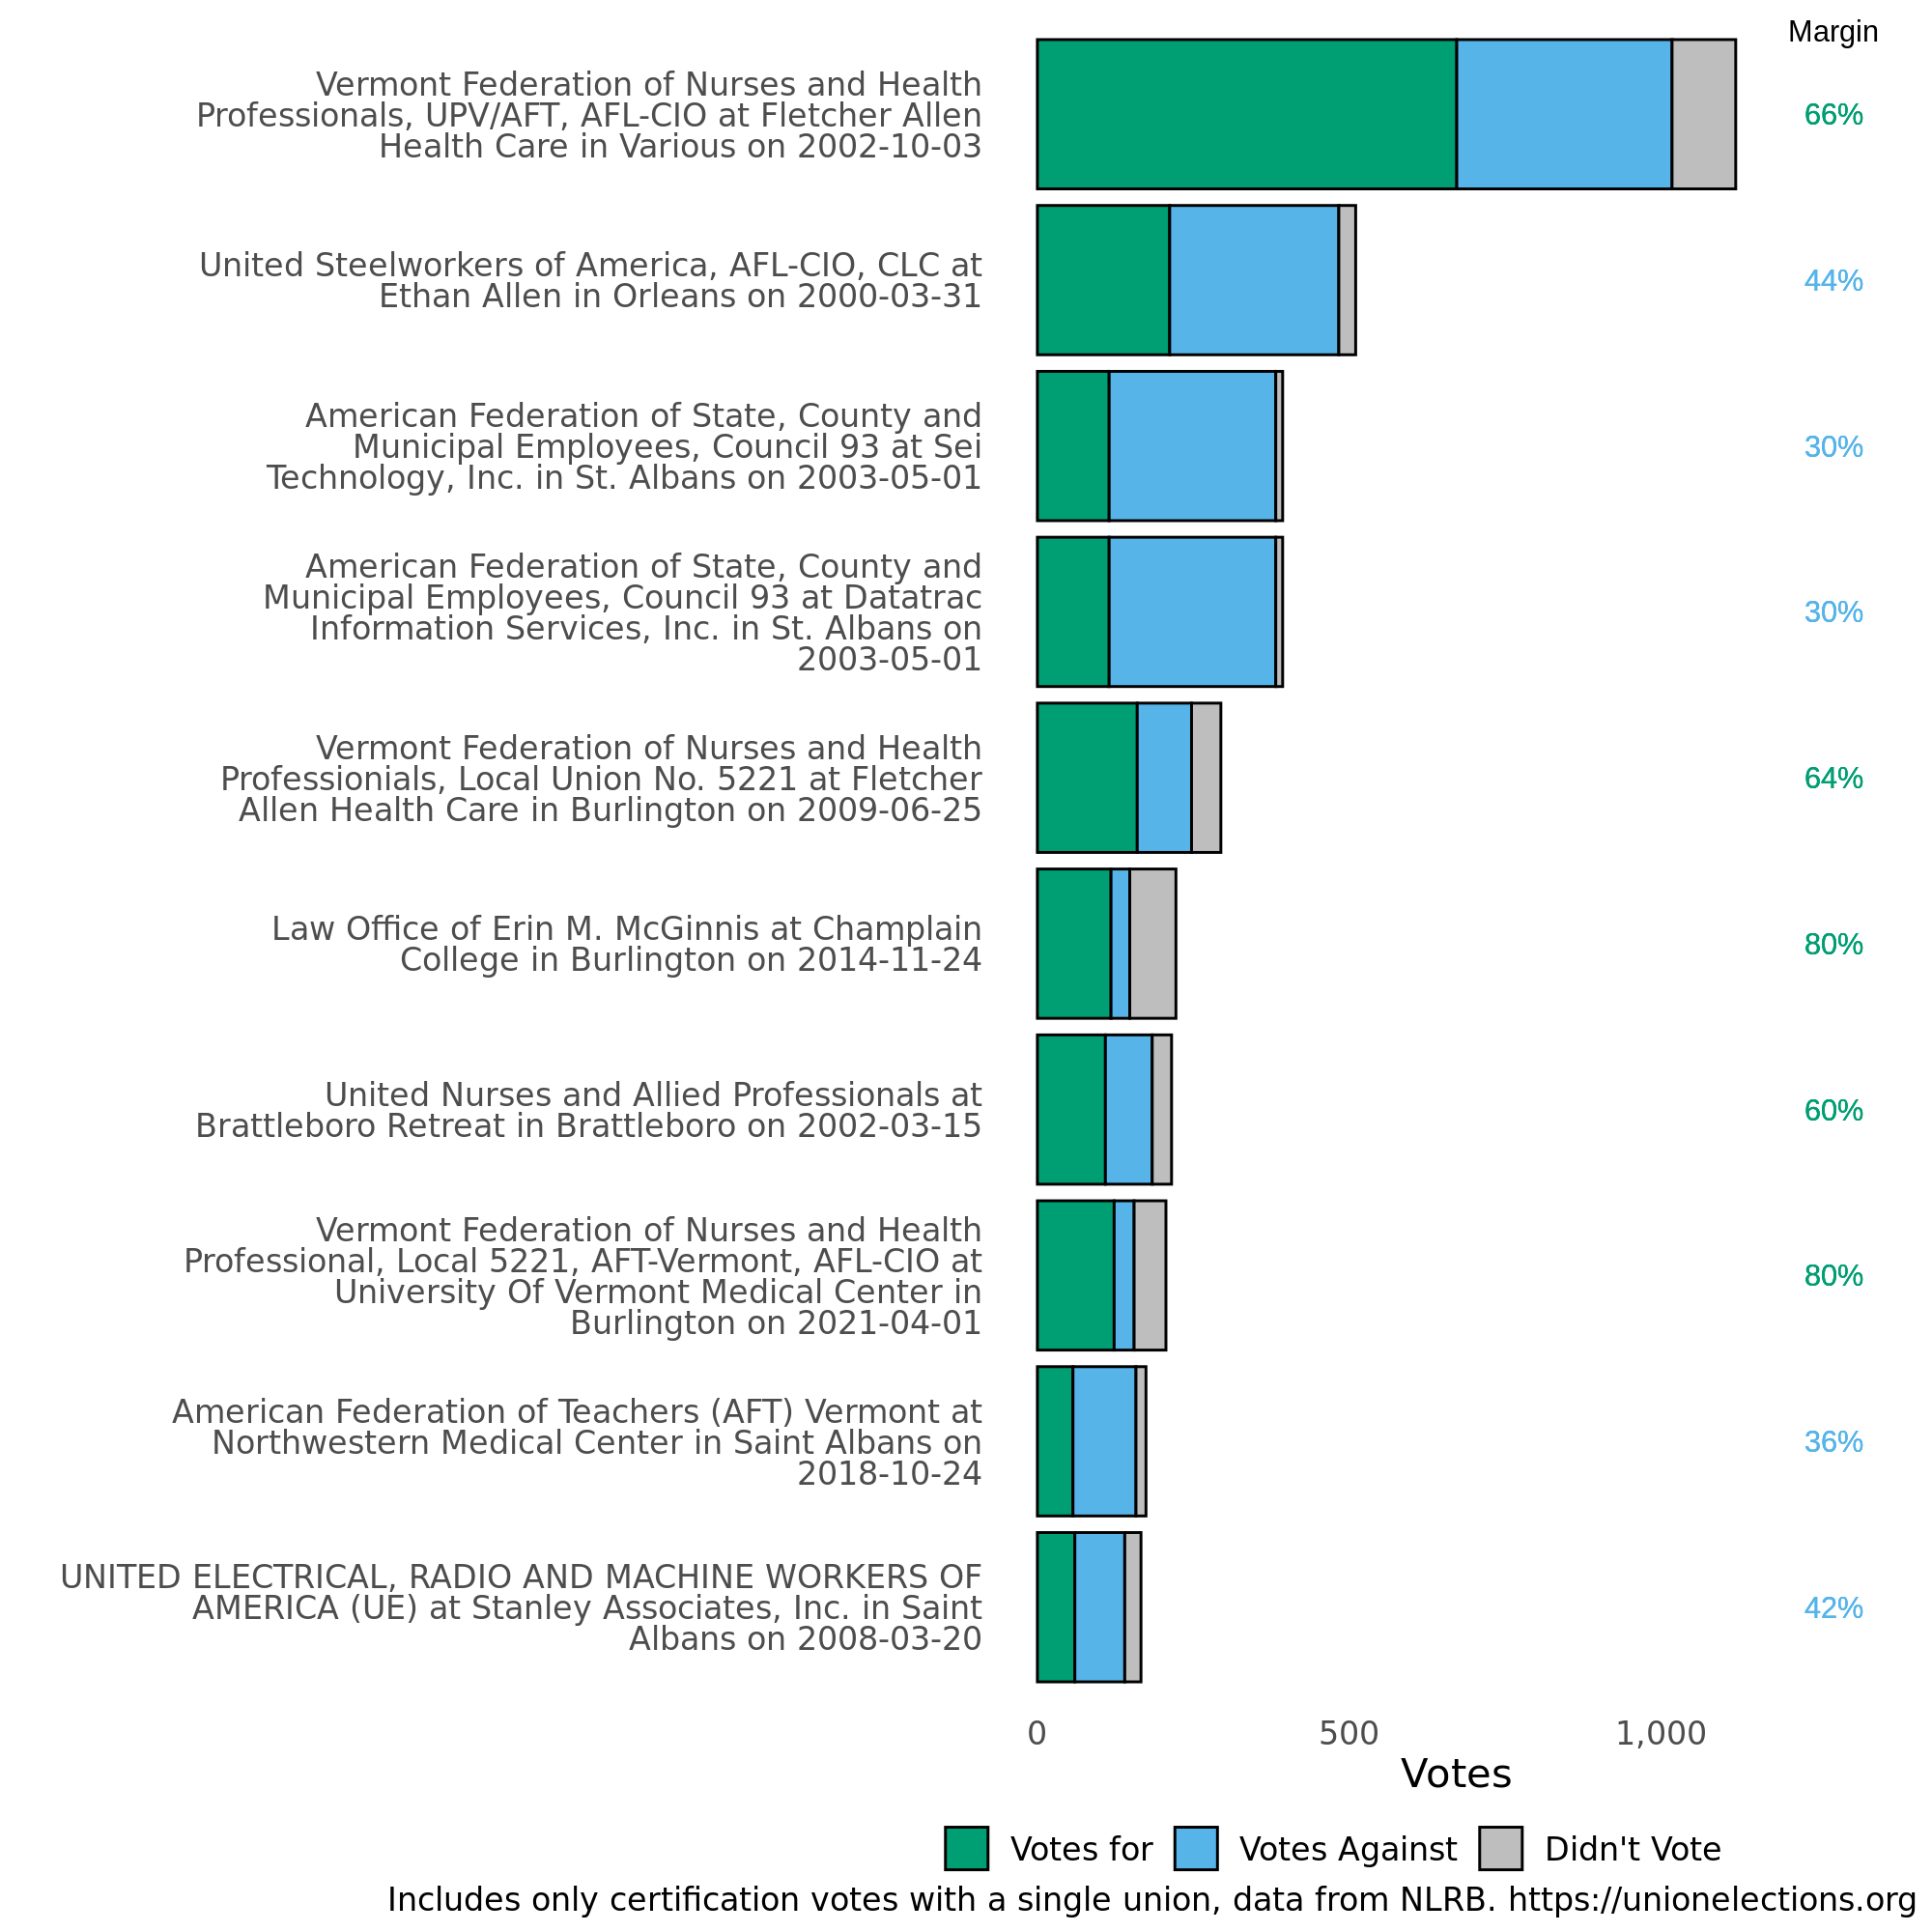 Margin
Vermont Federation of Nurses and Health
Professionals, UPV/AFT, AFL-CIO at Fletcher Allen
Health Care in Various on 2002-10-03
66%
United Steelworkers of America, AFL-CIO, CLC at
Ethan Allen in Orleans on 2000-03-31
44%
American Federation of State, County and
Municipal Employees, Council 93 at Sei
Technology, Inc. in St. Albans on 2003-05-01
30%
American Federation of State, County and
Municipal Employees, Council 93 at Datatrac
Information Services, Inc. in St. Albans on
2003-05-01
30%
Vermont Federation of Nurses and Health
Professionials, Local Union No. 5221 at Fletcher
Allen Health Care in Burlington on 2009-06-25
64%
Law Office of Erin M. McGinnis at Champlain
College in Burlington on 2014-11-24
80%
United Nurses and Allied Professionals at
Brattleboro Retreat in Brattleboro on 2002-03-15
60%
Vermont Federation of Nurses and Health
Professional, Local 5221, AFT-Vermont, AFL-CIO at
University Of Vermont Medical Center in
Burlington on 2021-04-01
80%
American Federation of Teachers (AFT) Vermont at
Northwestern Medical Center in Saint Albans on
2018-10-24
36%
UNITED ELECTRICAL, RADIO AND MACHINE WORKERS OF
AMERICA (UE) at Stanley Associates, Inc. in Saint
Albans on 2008-03-20
42%
0 500 1,000
Votes
Votes for Votes Against Didn't Vote
Includes only certification votes with a single union, data from NLRB. https://unionelections.org